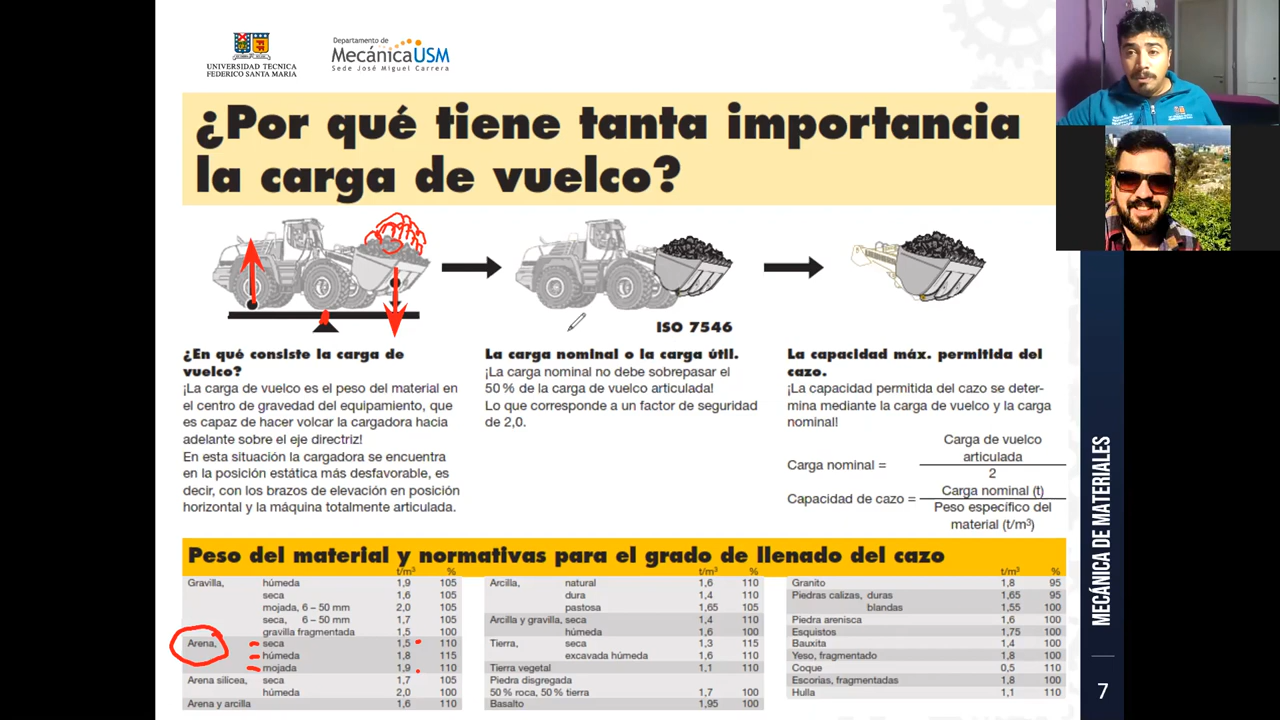 UNIVERSIDAD TECNICA
FEDERICO SANTA MARIA
Departamento de
MecánicaUSM
Sede José Miguel Carrera
¿Por qué tiene tanta importancia
la carga de vuelco?
ISO 7546
¿En qué consiste la carga de
vuelco?
¡La carga de vuelco es el peso del material en
el centro de gravedad del equipamiento, que
es capaz de hacer volcar la cargadora hacia
adelante sobre el eje directriz!
En esta situación la cargadora se encuentra
en la posición estática más desfavorable, es
decir, con los brazos de elevación en posición
horizontal y la máquina totalmente articulada.
La carga nominal o la carga útil.
¡La carga nominal no debe sobrepasar el
50 % de la carga de vuelco articulada!
Lo que corresponde a un factor de seguridad
de 2,0.
La capacidad máx. permitida del
cazo.
¡La capacidad permitida del cazo se deter-
mina mediante la carga de vuelco y la carga
nominal!
Carga nominal =
Carga de vuelco
articulada
2
Capacidad de cazo =
Carga nominal (t)
Peso específico del
material (t/m³)
Peso del material y normativas para el grado de llenado del cazo
t/m³ %
Gravilla, húmeda 1,9 105
seca 1,6 105
mojada, 6 – 50 mm 2,0 105
seca, 6 – 50 mm 1,7 105
gravilla fragmentada 1,5 100
Arena, seca 1,5 110
húmeda 1,8 115
mojada 1,9 110
Arena silícea, seca 1,7 105
húmeda 2,0 100
Arena y arcilla 1,6 110
t/m³ %
Arcilla, natural 1,6 110
dura 1,4 110
pastosa 1,65 105
Arcilla y gravilla, seca 1,4 110
húmeda 1,6 100
Tierra, seca 1,3 110
excavada húmeda 1,6 110
Tierra vegetal 1,1 110
Piedra disgregada
50 % roca, 50 % tierra 1,7 100
Basalto 1,95 100
t/m³ %
Granito 1,8 95
Piedras calizas, duras 1,65 95
blandas 1,55 100
Piedra arenisca 1,6 100
Esquistos 1,75 100
Bauxita 1,4 100
Yeso, fragmentado 1,8 100
Coque 0,5 110
Escorias, fragmentadas 1,8 100
Hulla 1,1 110
MECÁNICA DE MATERIALES
7